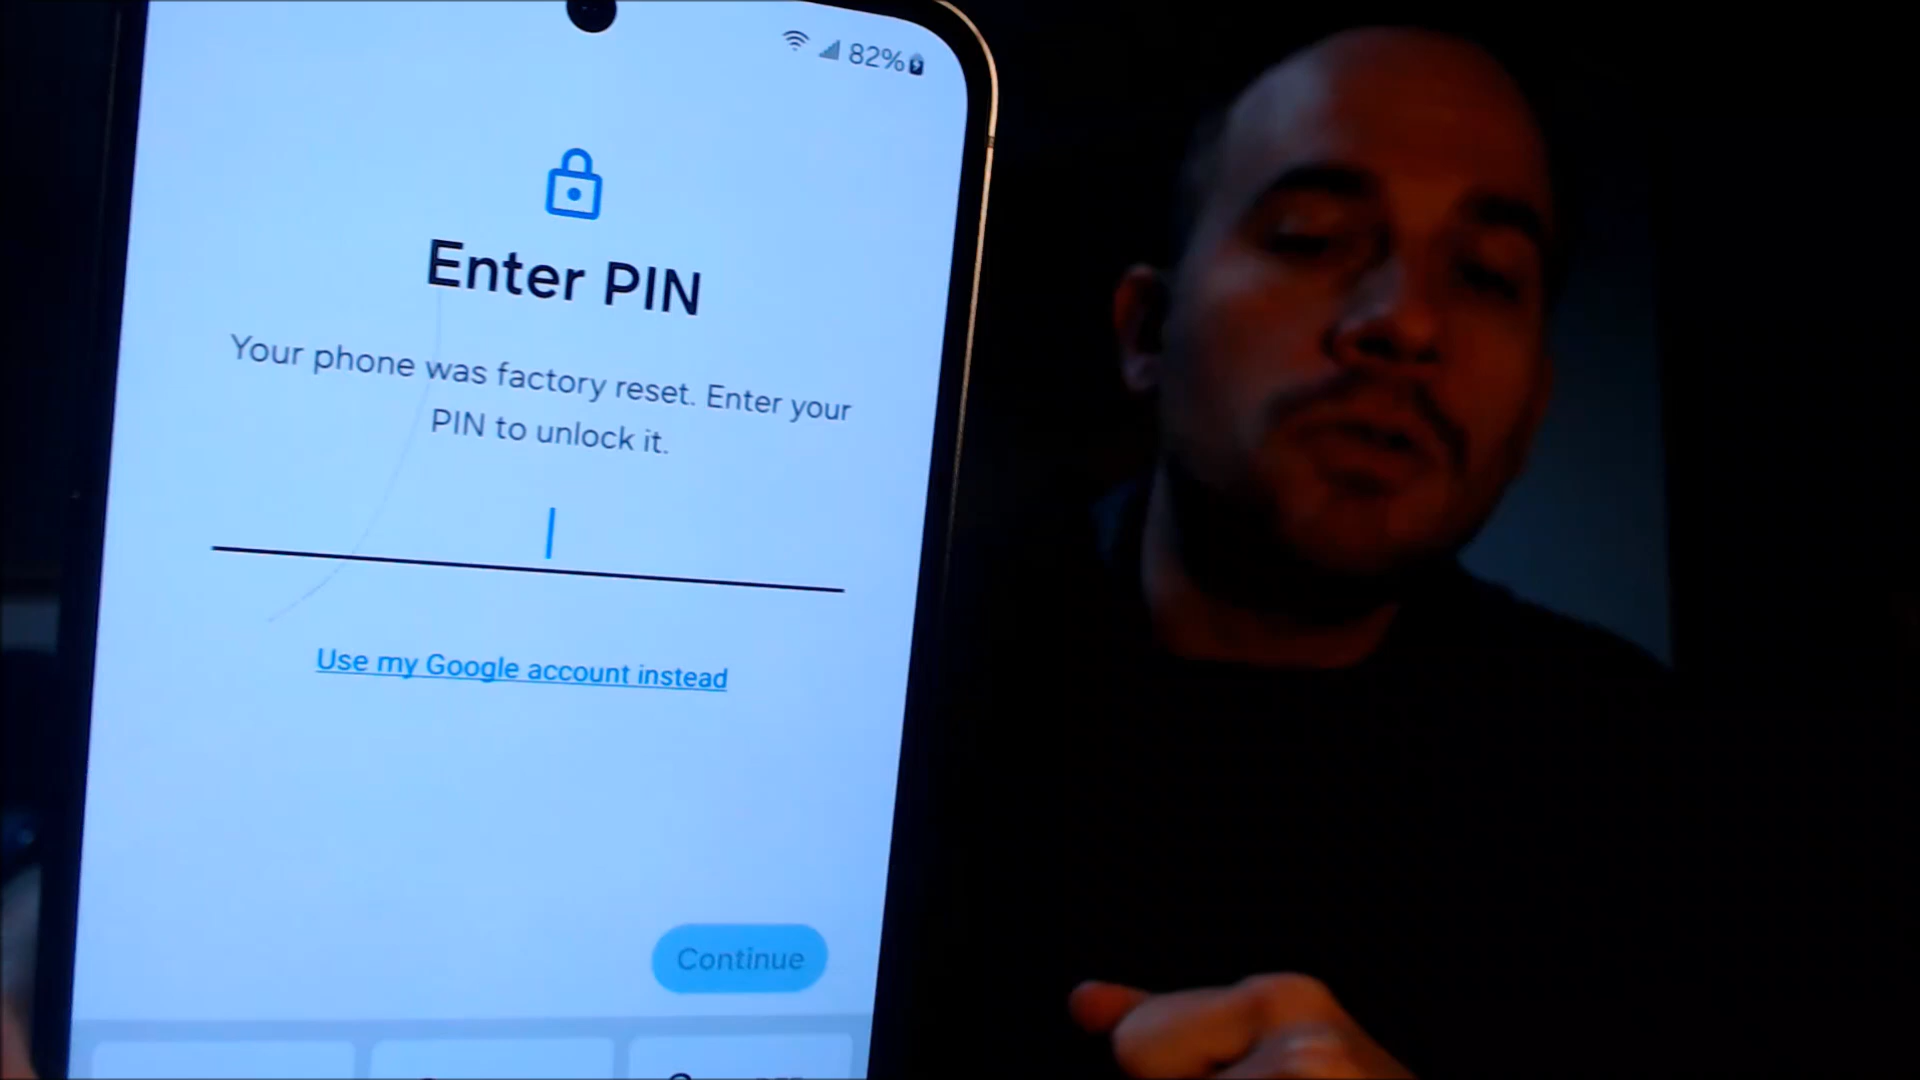 82%
Enter PIN
Your phone was factory reset. Enter your
PIN to unlock it.
Use my Google account instead
Continue